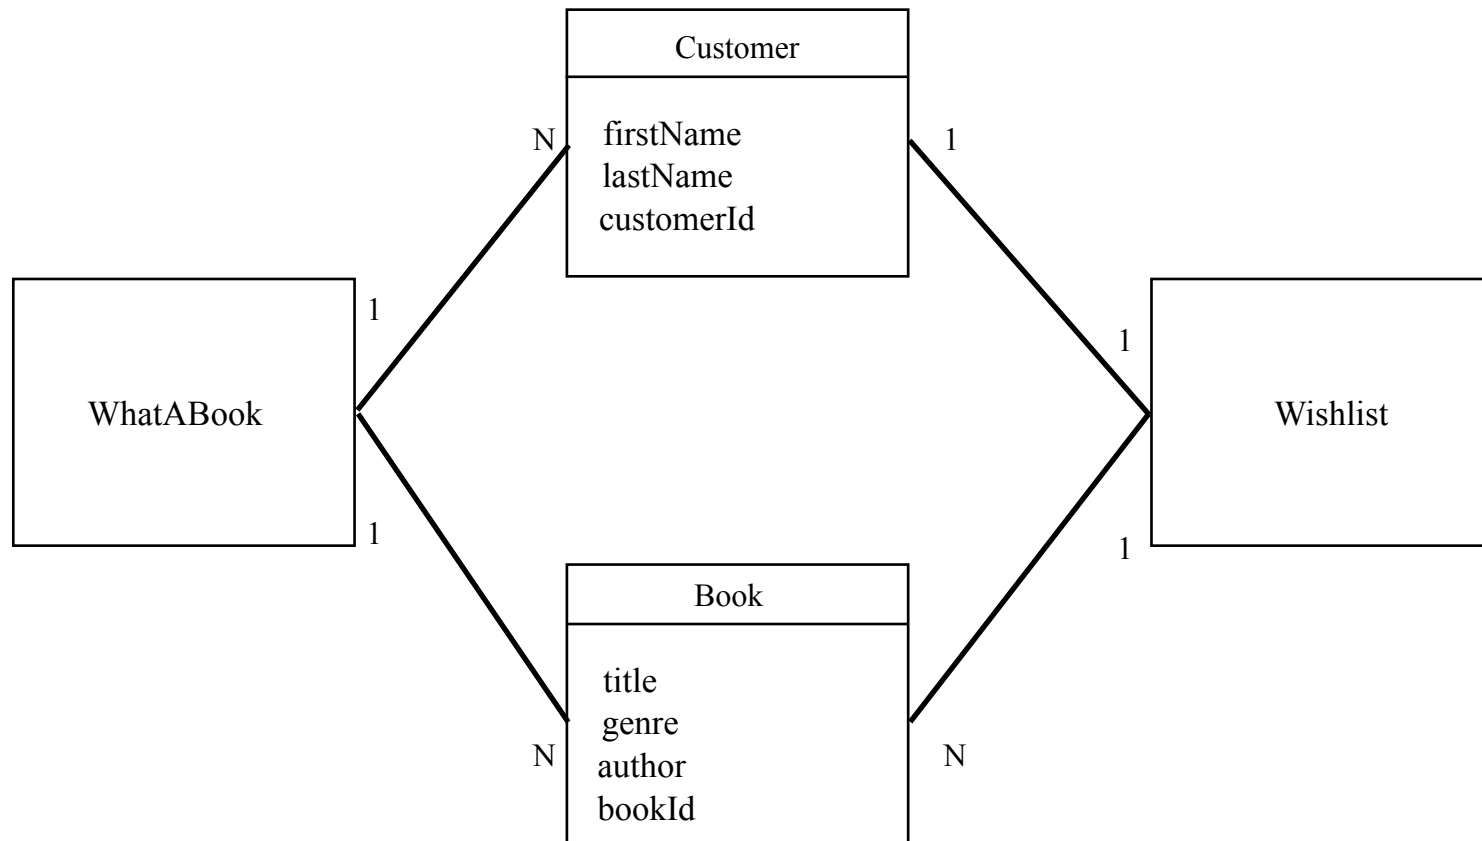 Customer
N
firstName
lastName
customerId
1
1
1
WhatABook
Wishlist
1
1
Book
title
genre
author
bookId
N
N